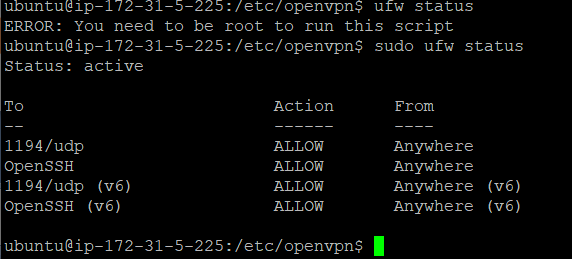 ubuntu@ip-172-31-5-225:/etc/openvpn$ ufw status
ERROR: You need to be root to run this script
ubuntu@ip-172-31-5-225:/etc/openvpn$ sudo ufw status
Status: active
To                         Action      From
--                         ------      ----
1194/udp                   ALLOW       Anywhere
OpenSSH                    ALLOW       Anywhere
1194/udp (v6)              ALLOW       Anywhere (v6)
OpenSSH (v6)               ALLOW       Anywhere (v6)
ubuntu@ip-172-31-5-225:/etc/openvpn$